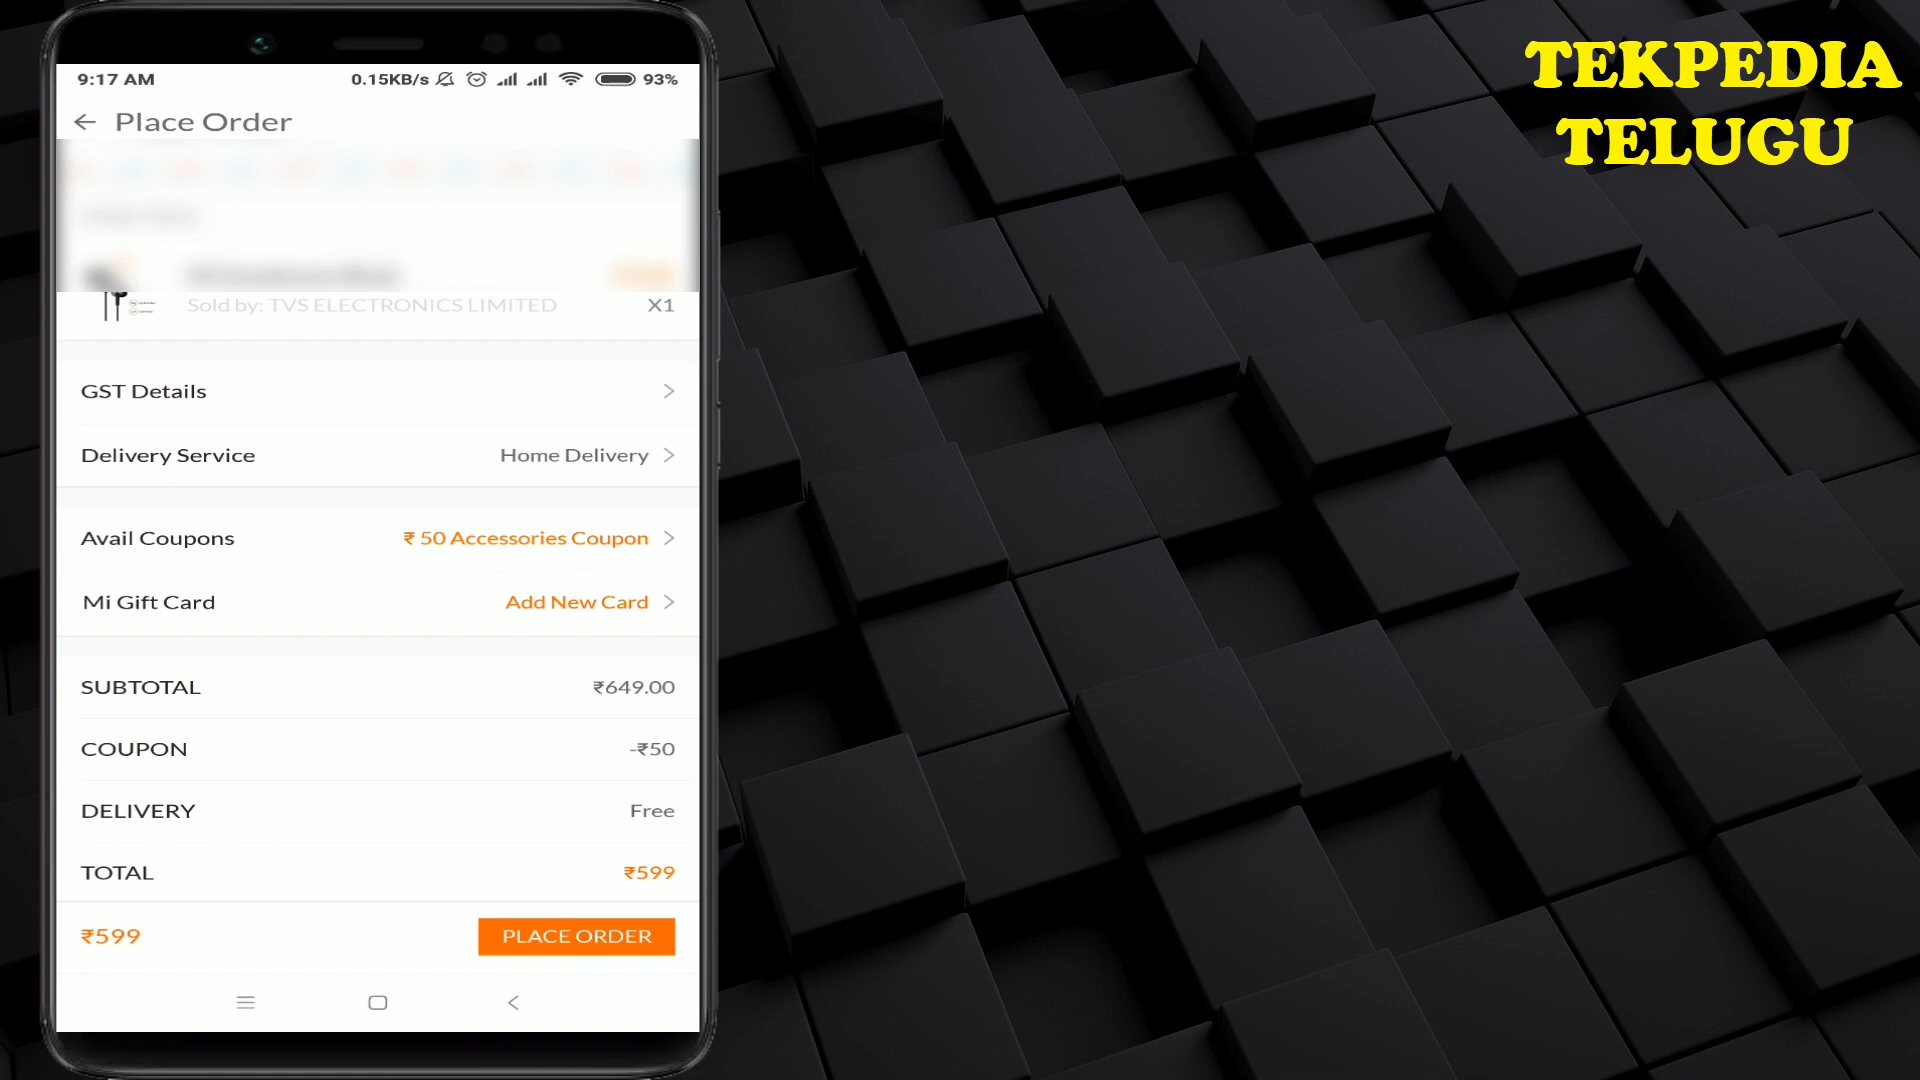 TEKPEDIA
TELUGU
9:17 AM 0.15KB/s 93%
Place Order
Sold by: TVS ELECTRONICS LIMITED X1
GST Details
Delivery Service Home Delivery
Avail Coupons ₹ 50 Accessories Coupon
Mi Gift Card Add New Card
SUBTOTAL ₹649.00
COUPON -₹50
DELIVERY Free
TOTAL ₹599
₹599 PLACE ORDER